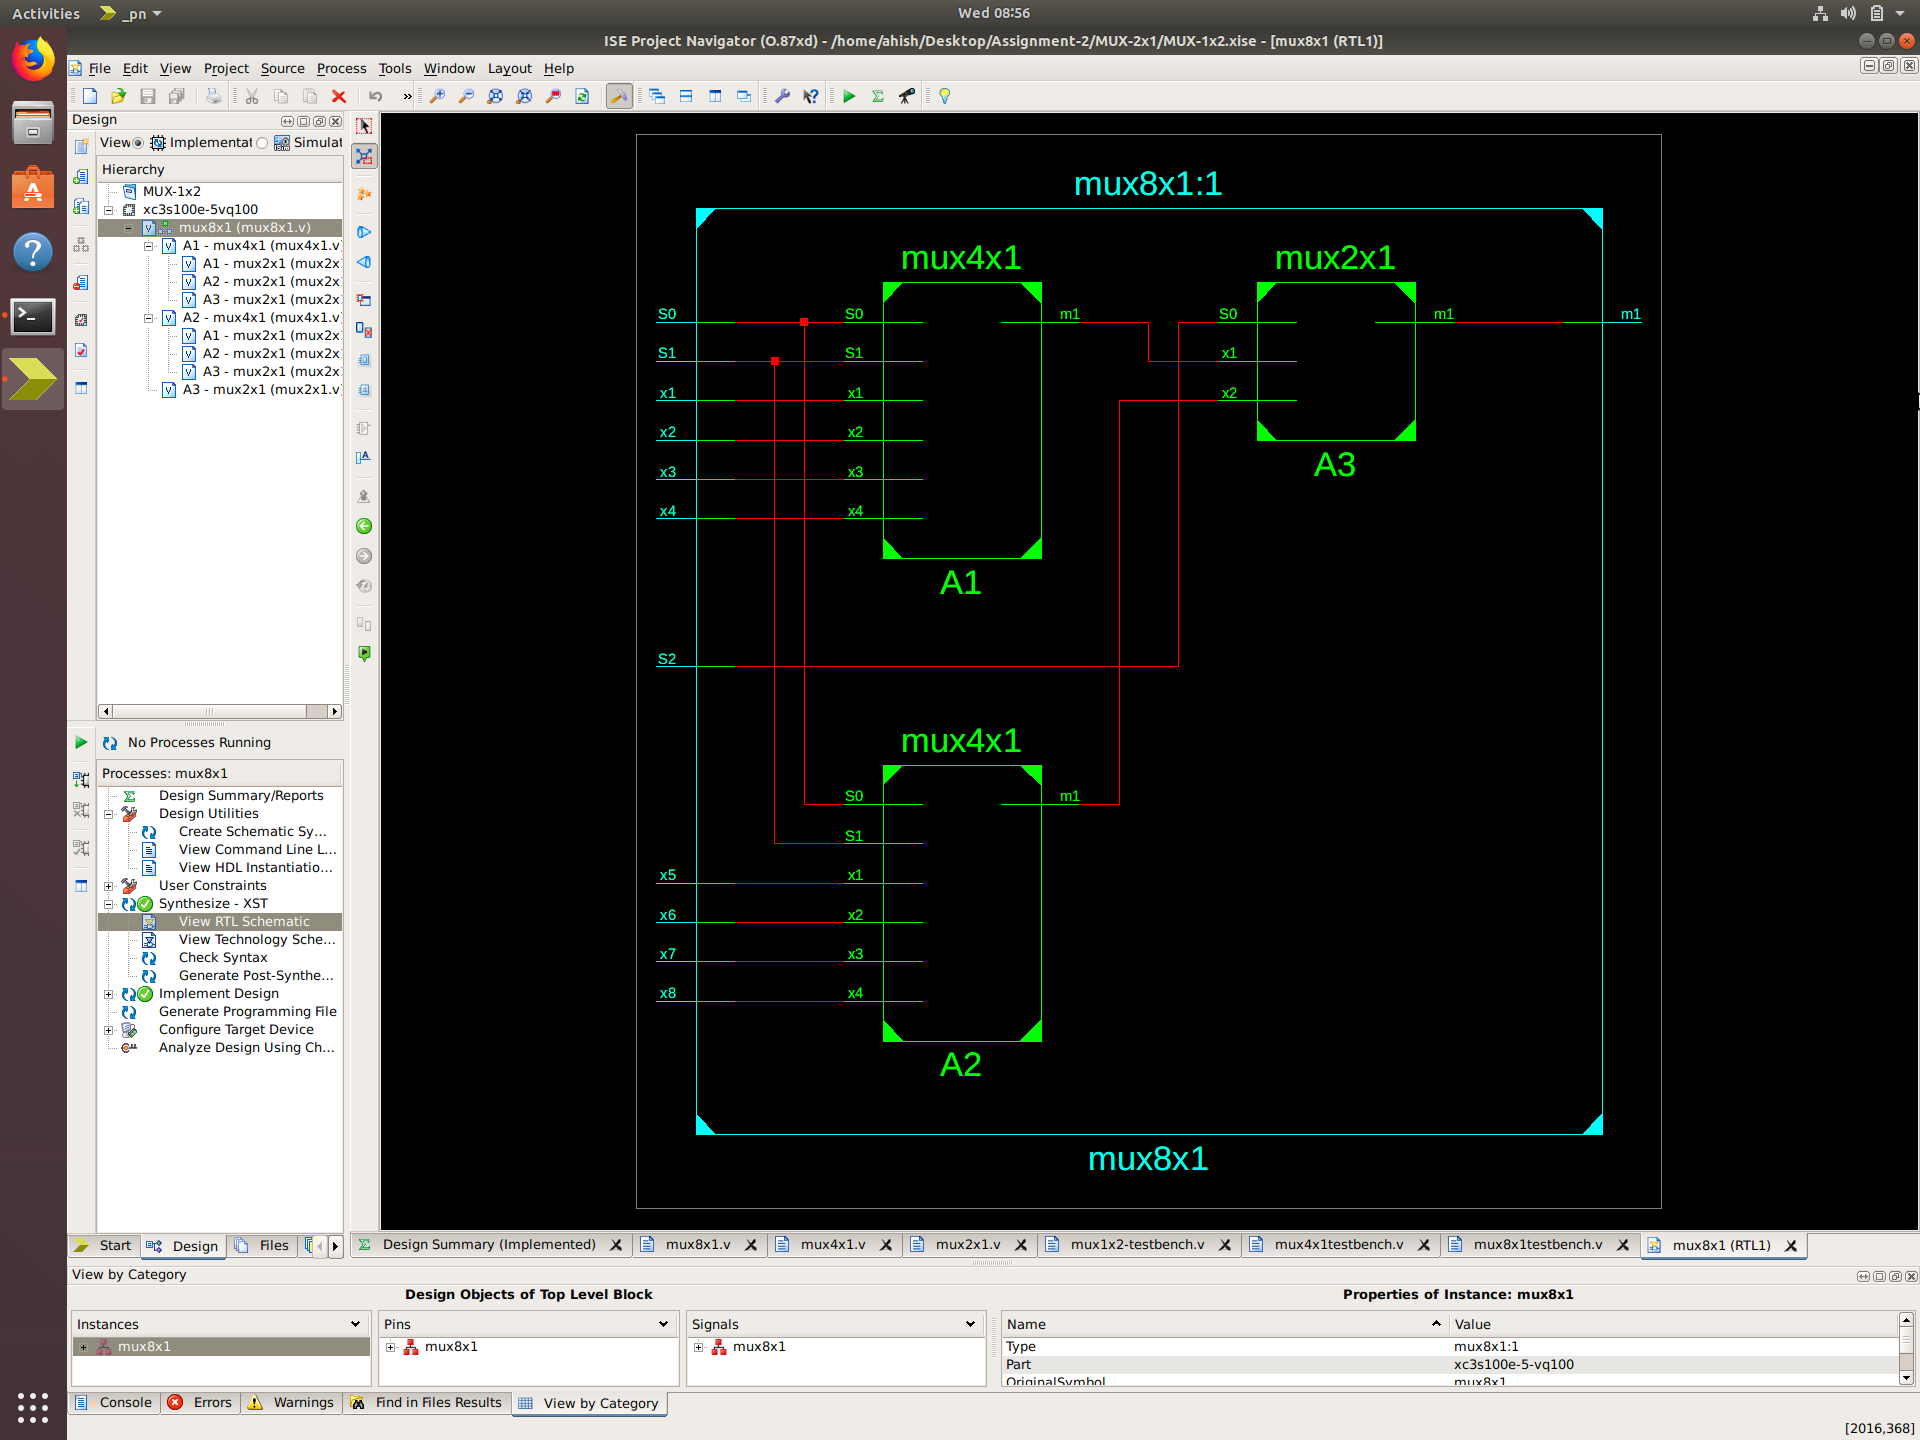 Activities
_pn
Wed 08:56
ISE Project Navigator (O.87xd) - /home/ahish/Desktop/Assignment-2/MUX-2x1/MUX-1x2.xise - [mux8x1 (RTL1)]
File Edit View Project Source Process Tools Window Layout Help
Design
View Implementat Simulat
Hierarchy
MUX-1x2
xc3s100e-5vq100
mux8x1 (mux8x1.v)
A1 - mux4x1 (mux4x1.v
A1 - mux2x1 (mux2x
A2 - mux2x1 (mux2x
A3 - mux2x1 (mux2x
A2 - mux4x1 (mux4x1.v
A1 - mux2x1 (mux2x
A2 - mux2x1 (mux2x
A3 - mux2x1 (mux2x
A3 - mux2x1 (mux2x1.v
No Processes Running
Processes: mux8x1
Design Summary/Reports
Design Utilities
Create Schematic Sy...
View Command Line L...
View HDL Instantiatio...
User Constraints
Synthesize - XST
View RTL Schematic
View Technology Sche...
Check Syntax
Generate Post-Synthe...
Implement Design
Generate Programming File
Configure Target Device
Analyze Design Using Ch...
Start Design Files
mux8x1:1
mux4x1 mux2x1
S0 S0 m1 S0 m1 m1
S1 S1 x1
x1 x1 x2
x2 x2
x3 x3 A3
x4 x4
A1
S2
mux4x1
S0 m1
S1
x5 x1
x6 x2
x7 x3
x8 x4
A2
mux8x1
Design Summary (Implemented) mux8x1.v mux4x1.v mux2x1.v mux1x2-testbench.v mux4x1testbench.v mux8x1testbench.v mux8x1 (RTL1)
View by Category
Design Objects of Top Level Block Properties of Instance: mux8x1
Instances Pins Signals Name Value
mux8x1 mux8x1 mux8x1 Type mux8x1:1
Part xc3s100e-5-vq100
OriginalSymbol mux8x1
Console Errors Warnings Find in Files Results View by Category
[2016,368]